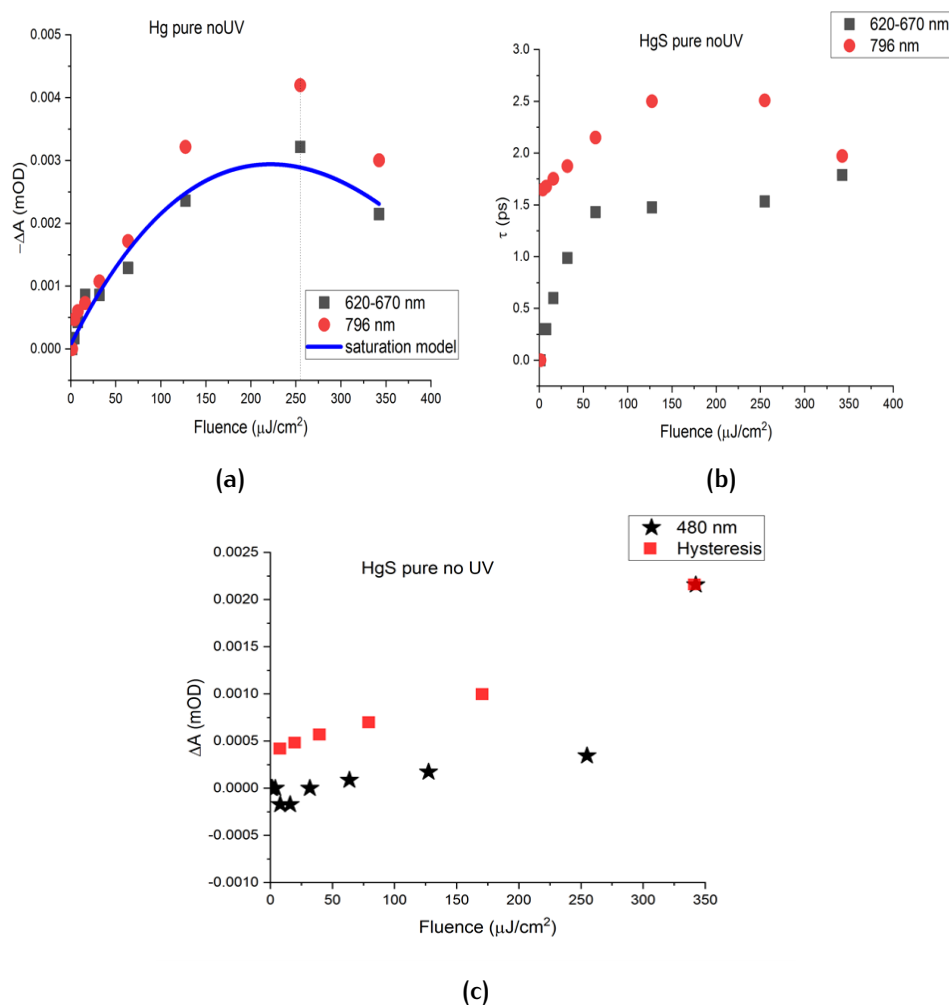 Hg pure noUV
0.005
0.004
0.003
0.002
0.001
0.000
−ΔA (mOD)
620-670 nm
796 nm
saturation model
0 50 100 150 200 250 300 350 400
Fluence (μJ/cm²)
(a)
620-670 nm
796 nm
HgS pure noUV
3.0
2.5
2.0
1.5
1.0
0.5
0.0
τ (ps)
0 50 100 150 200 250 300 350 400
Fluence (μJ/cm²)
(b)
480 nm
Hysteresis
HgS pure no UV
0.0025
0.0020
0.0015
0.0010
0.0005
0.0000
-0.0005
-0.0010
ΔA (mOD)
0 50 100 150 200 250 300 350
Fluence (μJ/cm²)
(c)